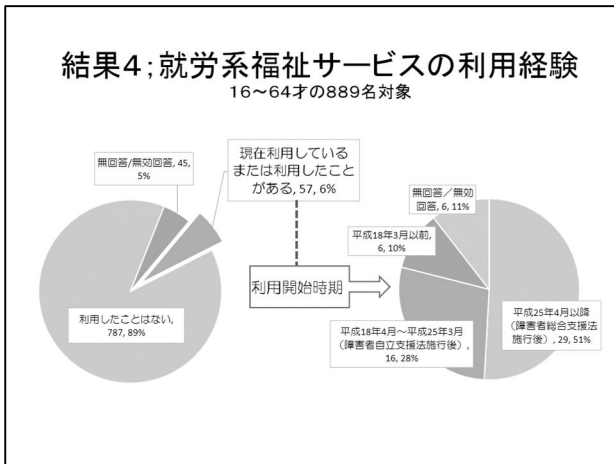 結果4;就労系福祉サービスの利用経験
16～64才の889名対象
無回答/無効回答, 45,
5%
現在利用している
または利用したこと
がある, 57, 6%
利用したことはない,
787, 89%
利用開始時期
無回答／無効
回答, 6, 11%
平成18年3月以前,
6, 10%
平成18年4月～平成25年3月
（障害者自立支援法施行後）,
16, 28%
平成25年4月以降
（障害者総合支援法
施行後）, 29, 51%